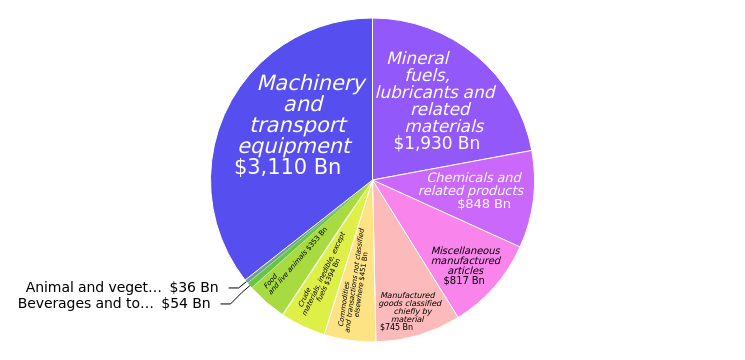 Mineral
fuels,
lubricants and
related
materials
$1,930 Bn
Machinery
and
transport
equipment
$3,110 Bn
Chemicals and
related products
$848 Bn
Miscellaneous
manufactured
articles
$817 Bn
Manufactured
goods classified
chiefly by
material
$745 Bn
Commodities
and transactions not classified
elsewhere $451 Bn
Crude
materials, inedible, except
fuels $394 Bn
Food
and live animals $353 Bn
Animal and veget… $36 Bn
Beverages and to… $54 Bn